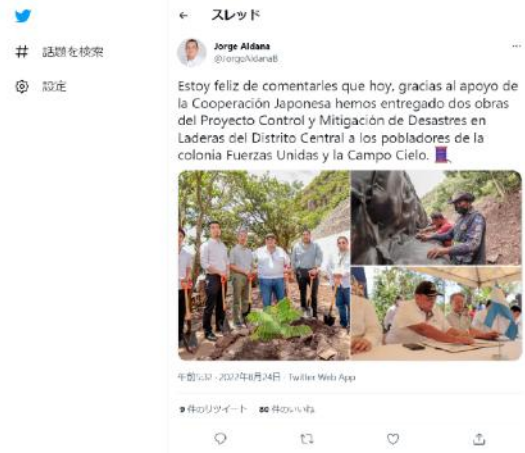 スレッド
話題を検索
設定
Jorge Aldana
@JorgeAldanaB
Estoy feliz de comentarles que hoy, gracias al apoyo de
la Cooperación Japonesa hemos entregado dos obras
del Proyecto Control y Mitigación de Desastres en
Laderas del Distrito Central a los pobladores de la
colonia Fuerzas Unidas y la Campo Cielo.
午前5:32 · 2022年8月24日 · Twitter Web App
9 件のリツイート 80 件のいいね